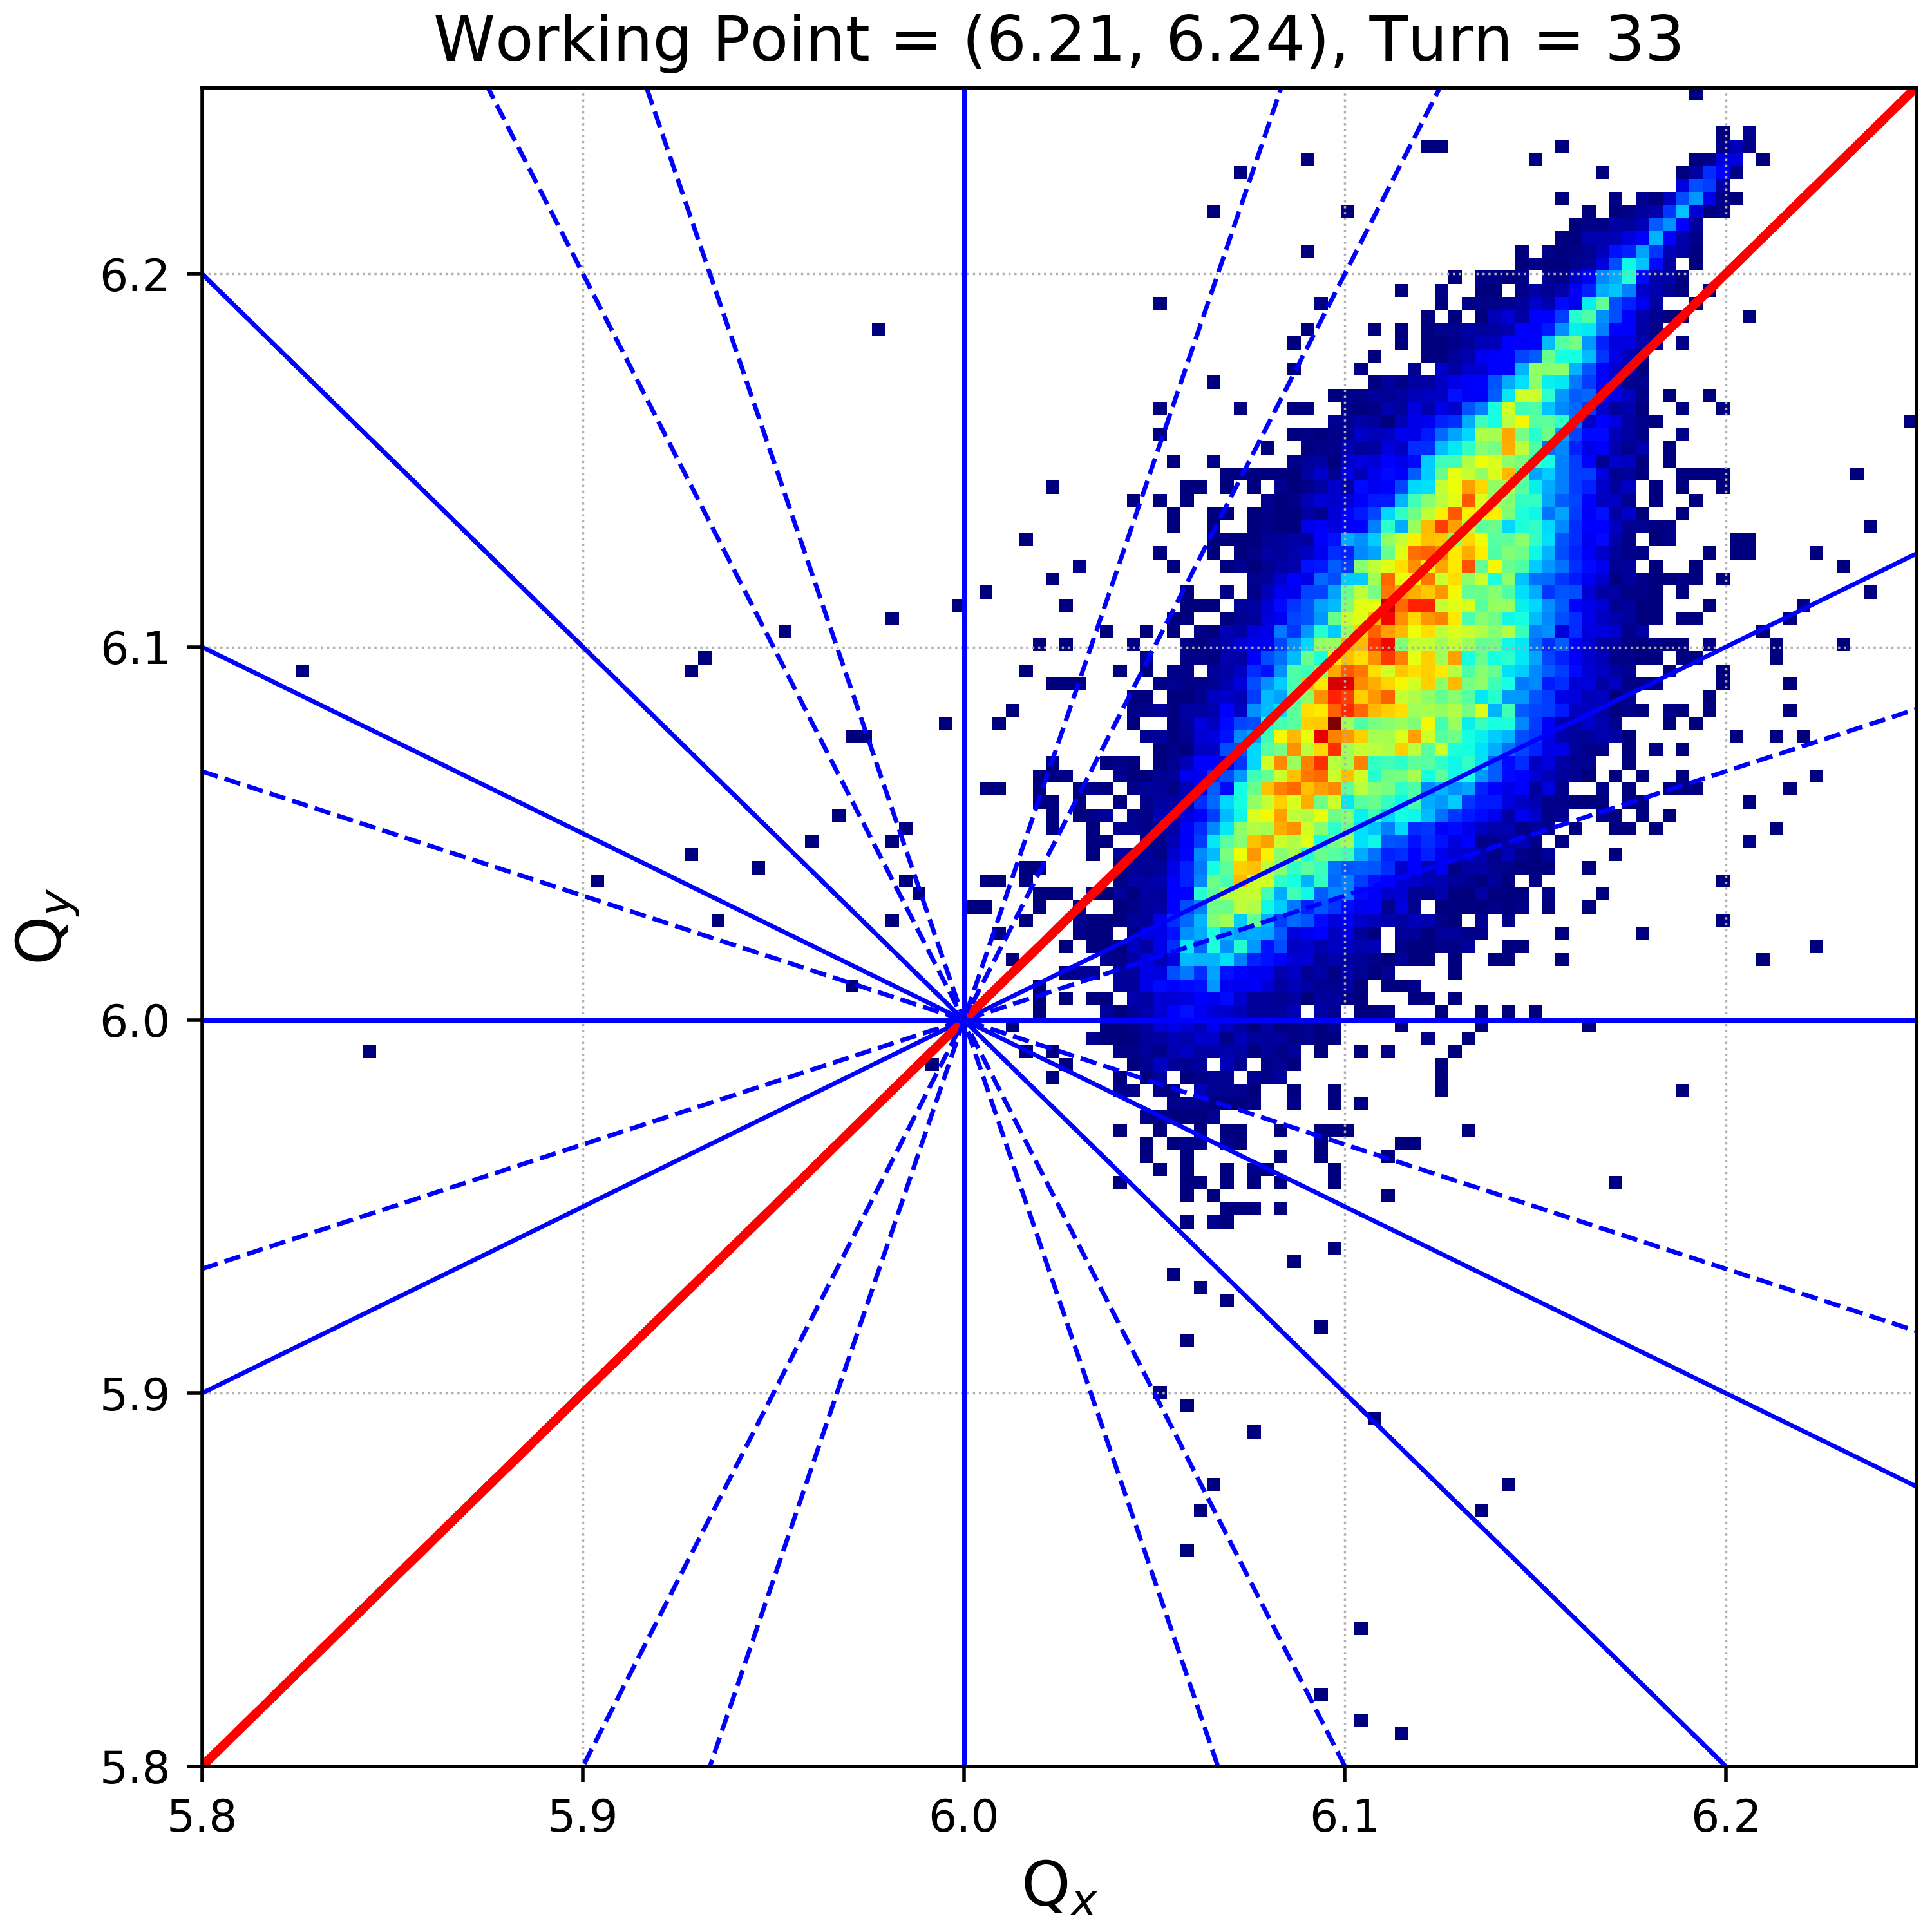 Working Point = (6.21, 6.24), Turn = 33
6.2
6.1
6.0
5.9
5.8
Qy
5.8 5.9 6.0 6.1 6.2
Qx